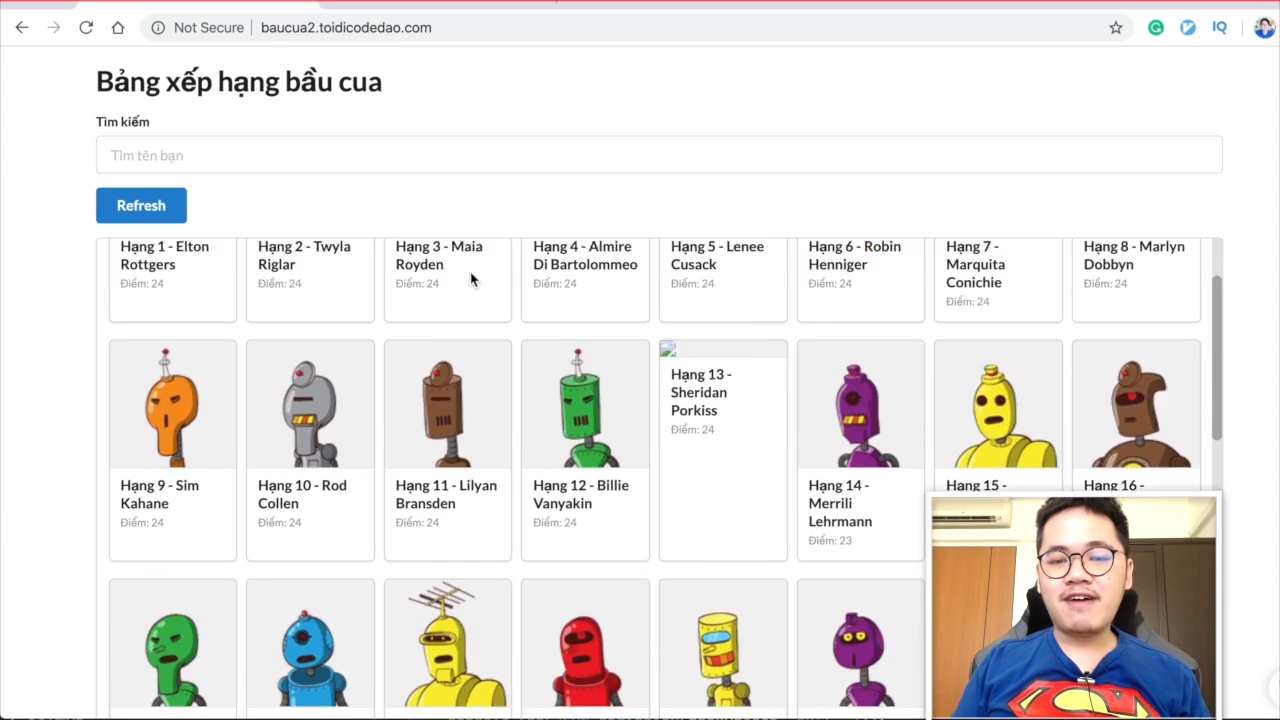 Not Secure
baucua2.toidicodedao.com
IQ
Bảng xếp hạng bầu cua
Tìm kiếm
Tìm tên bạn
Refresh
Hạng 1 - Elton
Rottgers
Điểm: 24
Hạng 2 - Twyla
Riglar
Điểm: 24
Hạng 3 - Maia
Royden
Điểm: 24
Hạng 4 - Almire
Di Bartolommeo
Điểm: 24
Hạng 5 - Lenee
Cusack
Điểm: 24
Hạng 6 - Robin
Henniger
Điểm: 24
Hạng 7 -
Marquita
Conichie
Điểm: 24
Hạng 8 - Marlyn
Dobbyn
Điểm: 24
Hạng 9 - Sim
Kahane
Điểm: 24
Hạng 10 - Rod
Collen
Điểm: 24
Hạng 11 - Lilyan
Bransden
Điểm: 24
Hạng 12 - Billie
Vanyakin
Điểm: 24
Hạng 13 -
Sheridan
Porkiss
Điểm: 24
Hạng 14 -
Merrili
Lehrmann
Điểm: 23
Hạng 15 -
Hạng 16 -